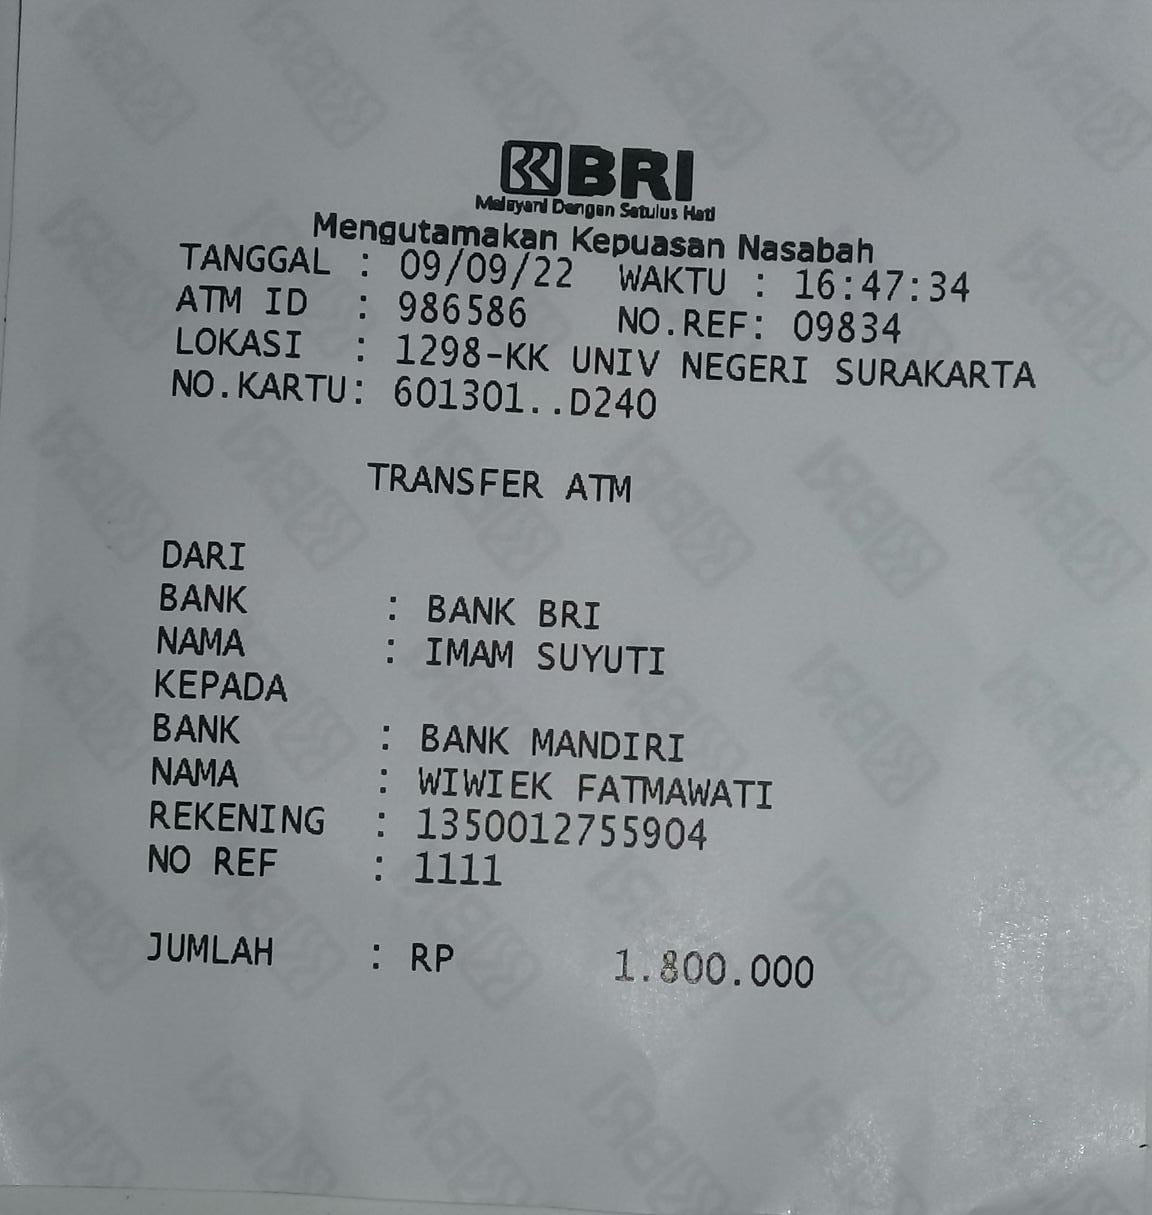 BRI
Melayani Dengan Setulus Hati
Mengutamakan Kepuasan Nasabah
TANGGAL : 09/09/22 WAKTU : 16:47:34
ATM ID : 986586 NO.REF: 09834
LOKASI : 1298-KK UNIV NEGERI SURAKARTA
NO.KARTU: 601301..D240
TRANSFER ATM
DARI
BANK : BANK BRI
NAMA : IMAM SUYUTI
KEPADA
BANK : BANK MANDIRI
NAMA : WIWIEK FATMAWATI
REKENING : 1350012755904
NO REF : 1111
JUMLAH : RP 1.800.000